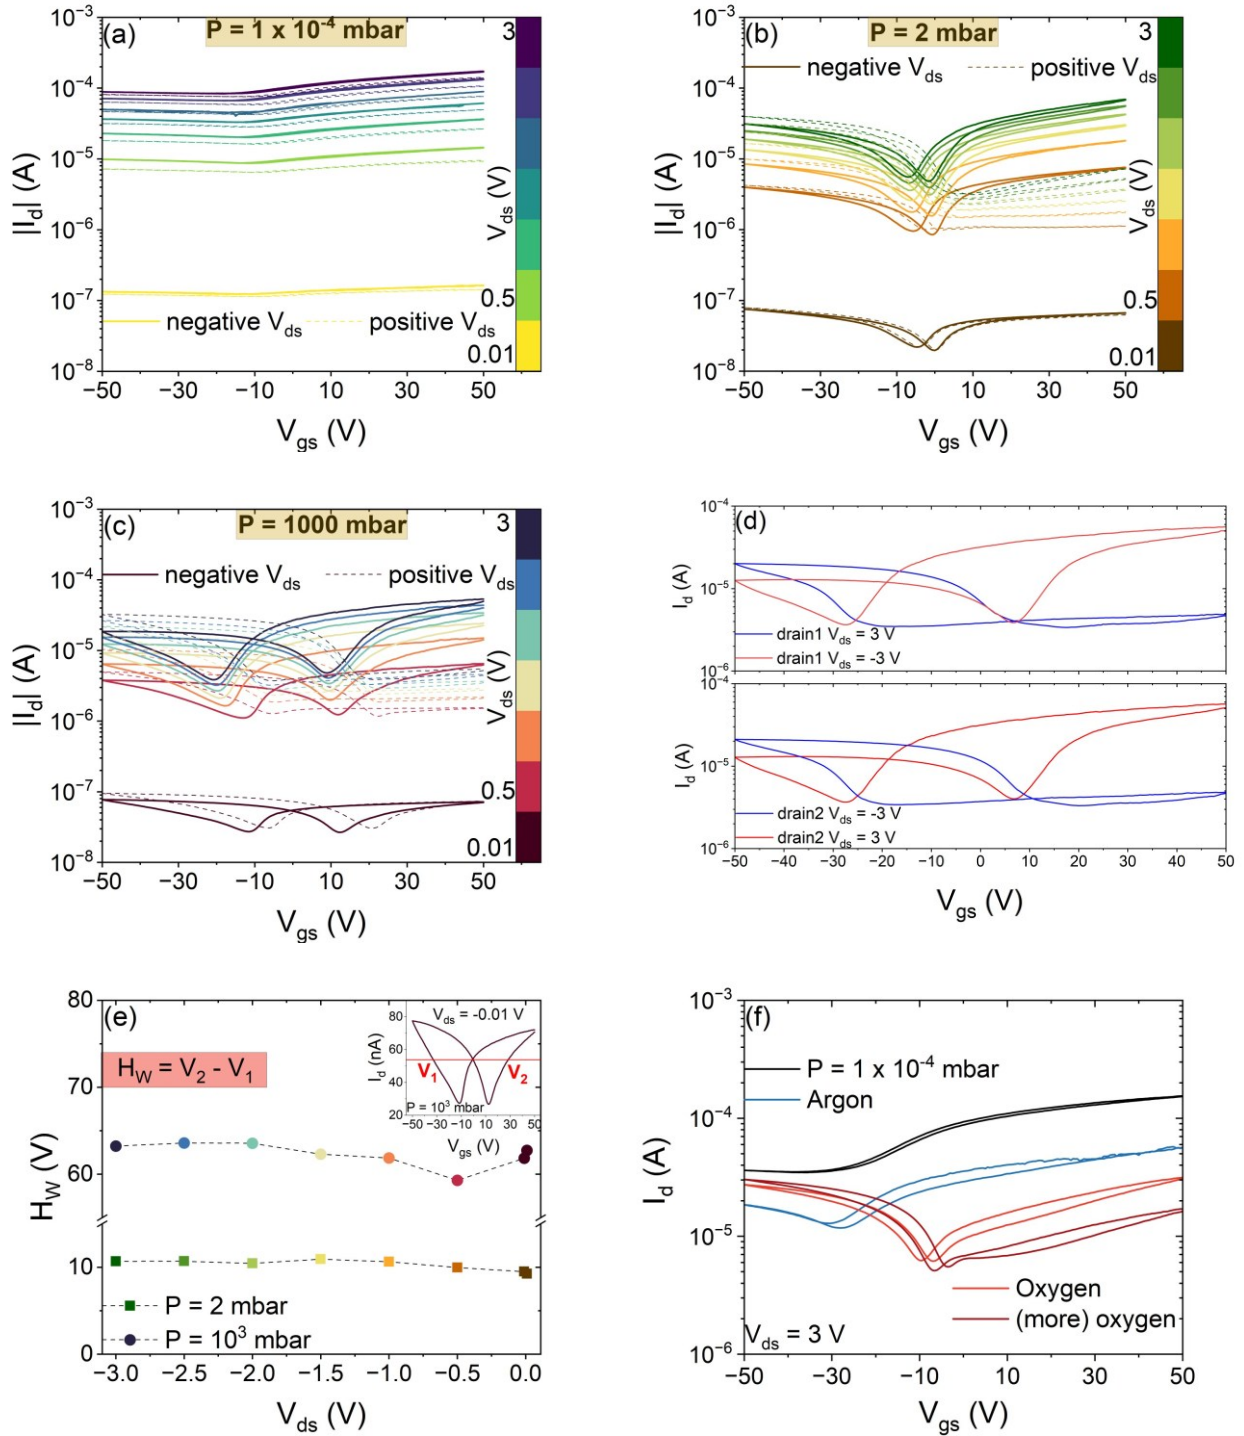 (a) P = 1 x 10⁻⁴ mbar
3
10⁻³
10⁻⁴
10⁻⁵
10⁻⁶
10⁻⁷
10⁻⁸
|I_d| (A)
V_ds (V)
0.5
0.01
negative V_ds positive V_ds
−50 −30 −10 10 30 50
V_gs (V)
(b) P = 2 mbar
3
10⁻³
10⁻⁴
10⁻⁵
10⁻⁶
10⁻⁷
10⁻⁸
|I_d| (A)
negative V_ds positive V_ds
V_ds (V)
0.5
0.01
−50 −30 −10 10 30 50
V_gs (V)
(c) P = 1000 mbar
3
10⁻³
10⁻⁴
10⁻⁵
10⁻⁶
10⁻⁷
10⁻⁸
|I_d| (A)
negative V_ds positive V_ds
V_ds (V)
0.5
0.01
−50 −30 −10 10 30 50
V_gs (V)
(d)
10⁻⁴
10⁻⁵
10⁻⁶
I_d (A)
drain1 V_ds = 3 V
drain1 V_ds = -3 V
10⁻⁴
10⁻⁵
10⁻⁶
I_d (A)
drain2 V_ds = -3 V
drain2 V_ds = 3 V
−50 −40 −30 −20 −10 0 10 20 30 40 50
V_gs (V)
(e)
80
70
60
10
0
H_W (V)
H_W = V_2 - V_1
V_ds = -0.01 V
80
60
40
20
I_d (nA)
V_1 V_2
P = 10³ mbar
−50 −30 −10 10 30 50
V_gs (V)
P = 2 mbar
P = 10³ mbar
−3.0 −2.5 −2.0 −1.5 −1.0 −0.5 0.0
V_ds (V)
(f)
10⁻³
10⁻⁴
10⁻⁵
10⁻⁶
I_d (A)
P = 1 x 10⁻⁴ mbar
Argon
Oxygen
(more) oxygen
V_ds = 3 V
−50 −30 −10 10 30 50
V_gs (V)